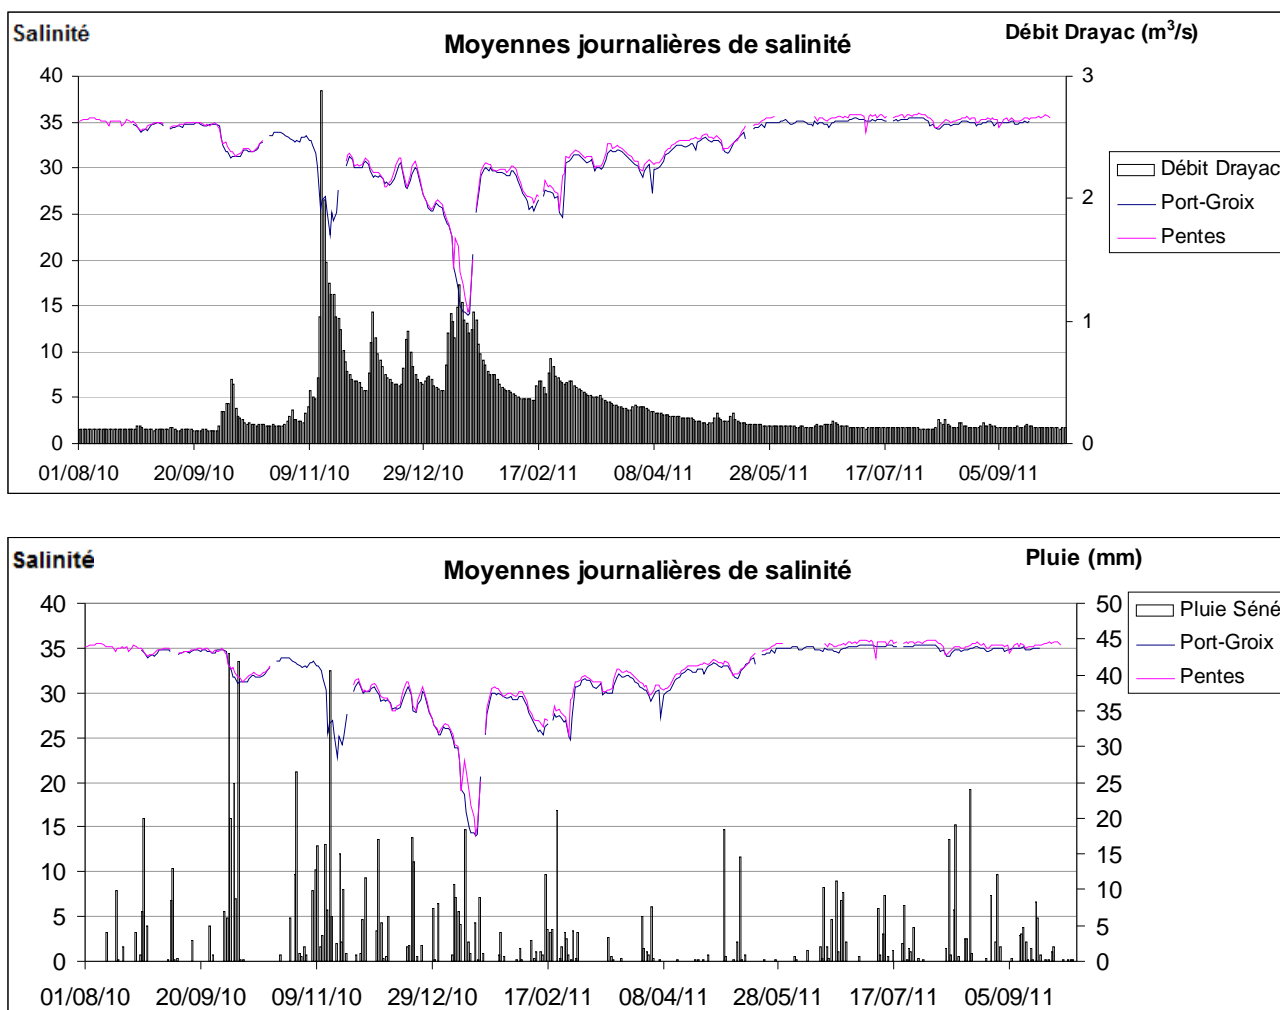 Salinité
Moyennes journalières de salinité
Débit Drayac (m³/s)
40
35
30
25
20
15
10
5
0
3
2
1
0
01/08/10 20/09/10 09/11/10 29/12/10 17/02/11 08/04/11 28/05/11 17/07/11 05/09/11
Débit Drayac
Port-Groix
Pentes
Salinité
Moyennes journalières de salinité
Pluie (mm)
40
35
30
25
20
15
10
5
0
50
45
40
35
30
25
20
15
10
5
0
01/08/10 20/09/10 09/11/10 29/12/10 17/02/11 08/04/11 28/05/11 17/07/11 05/09/11
Pluie Séné
Port-Groix
Pentes